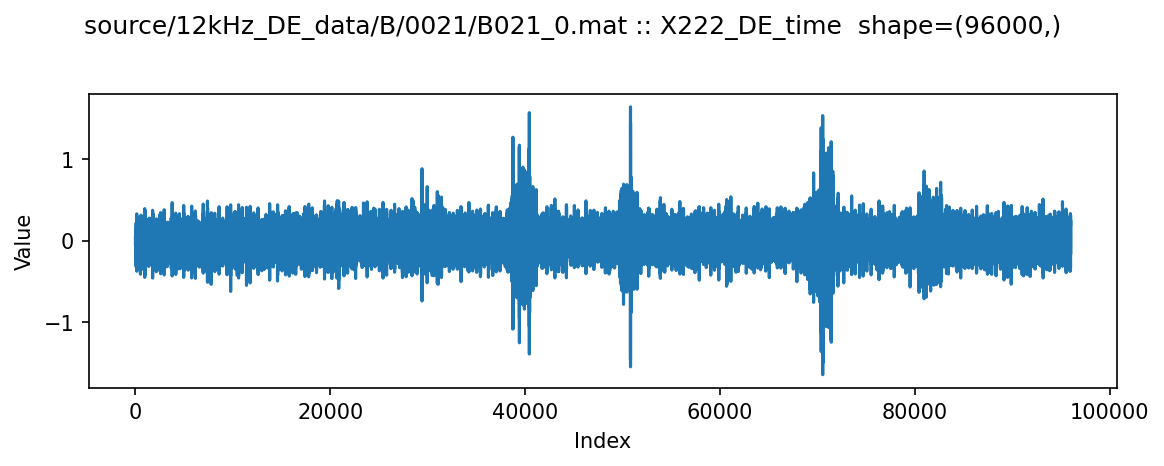 source/12kHz_DE_data/B/0021/B021_0.mat :: X222_DE_time  shape=(96000,)
1
0
−1
Value
0 20000 40000 60000 80000 100000
Index